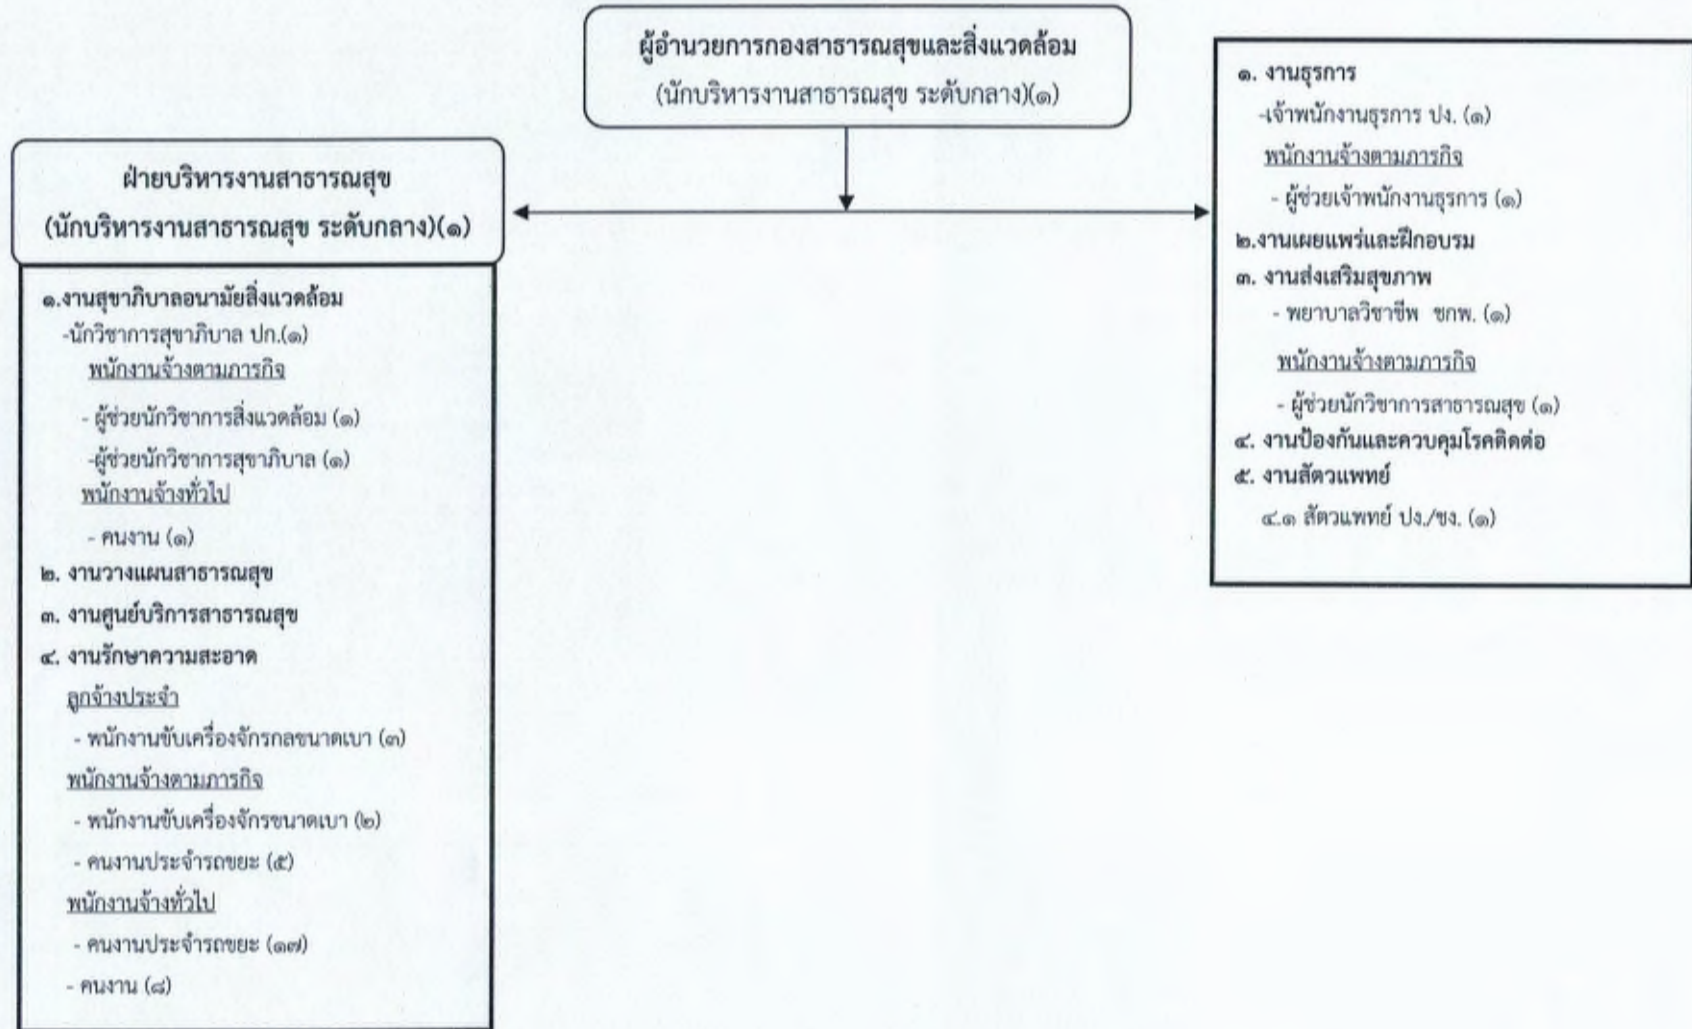 ผู้อำนวยการกองสาธารณสุขและสิ่งแวดล้อม
(นักบริหารงานสาธารณสุข ระดับกลาง)(๑)
ฝ่ายบริหารงานสาธารณสุข
(นักบริหารงานสาธารณสุข ระดับกลาง)(๑)
๑.งานสุขาภิบาลอนามัยสิ่งแวดล้อม
-นักวิชาการสุขาภิบาล ปก.(๑)
พนักงานจ้างตามภารกิจ
- ผู้ช่วยนักวิชาการสิ่งแวดล้อม (๑)
-ผู้ช่วยนักวิชาการสุขาภิบาล (๑)
พนักงานจ้างทั่วไป
- คนงาน (๑)
๒. งานวางแผนสาธารณสุข
๓. งานศูนย์บริการสาธารณสุข
๔. งานรักษาความสะอาด
ลูกจ้างประจำ
- พนักงานขับเครื่องจักรกลขนาดเบา (๓)
พนักงานจ้างตามภารกิจ
- พนักงานขับเครื่องจักรขนาดเบา (๒)
- คนงานประจำรถขยะ (๕)
พนักงานจ้างทั่วไป
- คนงานประจำรถขยะ (๑๗)
- คนงาน (๘)
๑. งานธุรการ
-เจ้าพนักงานธุรการ ปง. (๑)
พนักงานจ้างตามภารกิจ
- ผู้ช่วยเจ้าพนักงานธุรการ (๑)
๒.งานเผยแพร่และฝึกอบรม
๓. งานส่งเสริมสุขภาพ
- พยาบาลวิชาชีพ ชกพ. (๑)
พนักงานจ้างตามภารกิจ
- ผู้ช่วยนักวิชาการสาธารณสุข (๑)
๔. งานป้องกันและควบคุมโรคติดต่อ
๕. งานสัตวแพทย์
๔.๑ สัตวแพทย์ ปง./ชง. (๑)